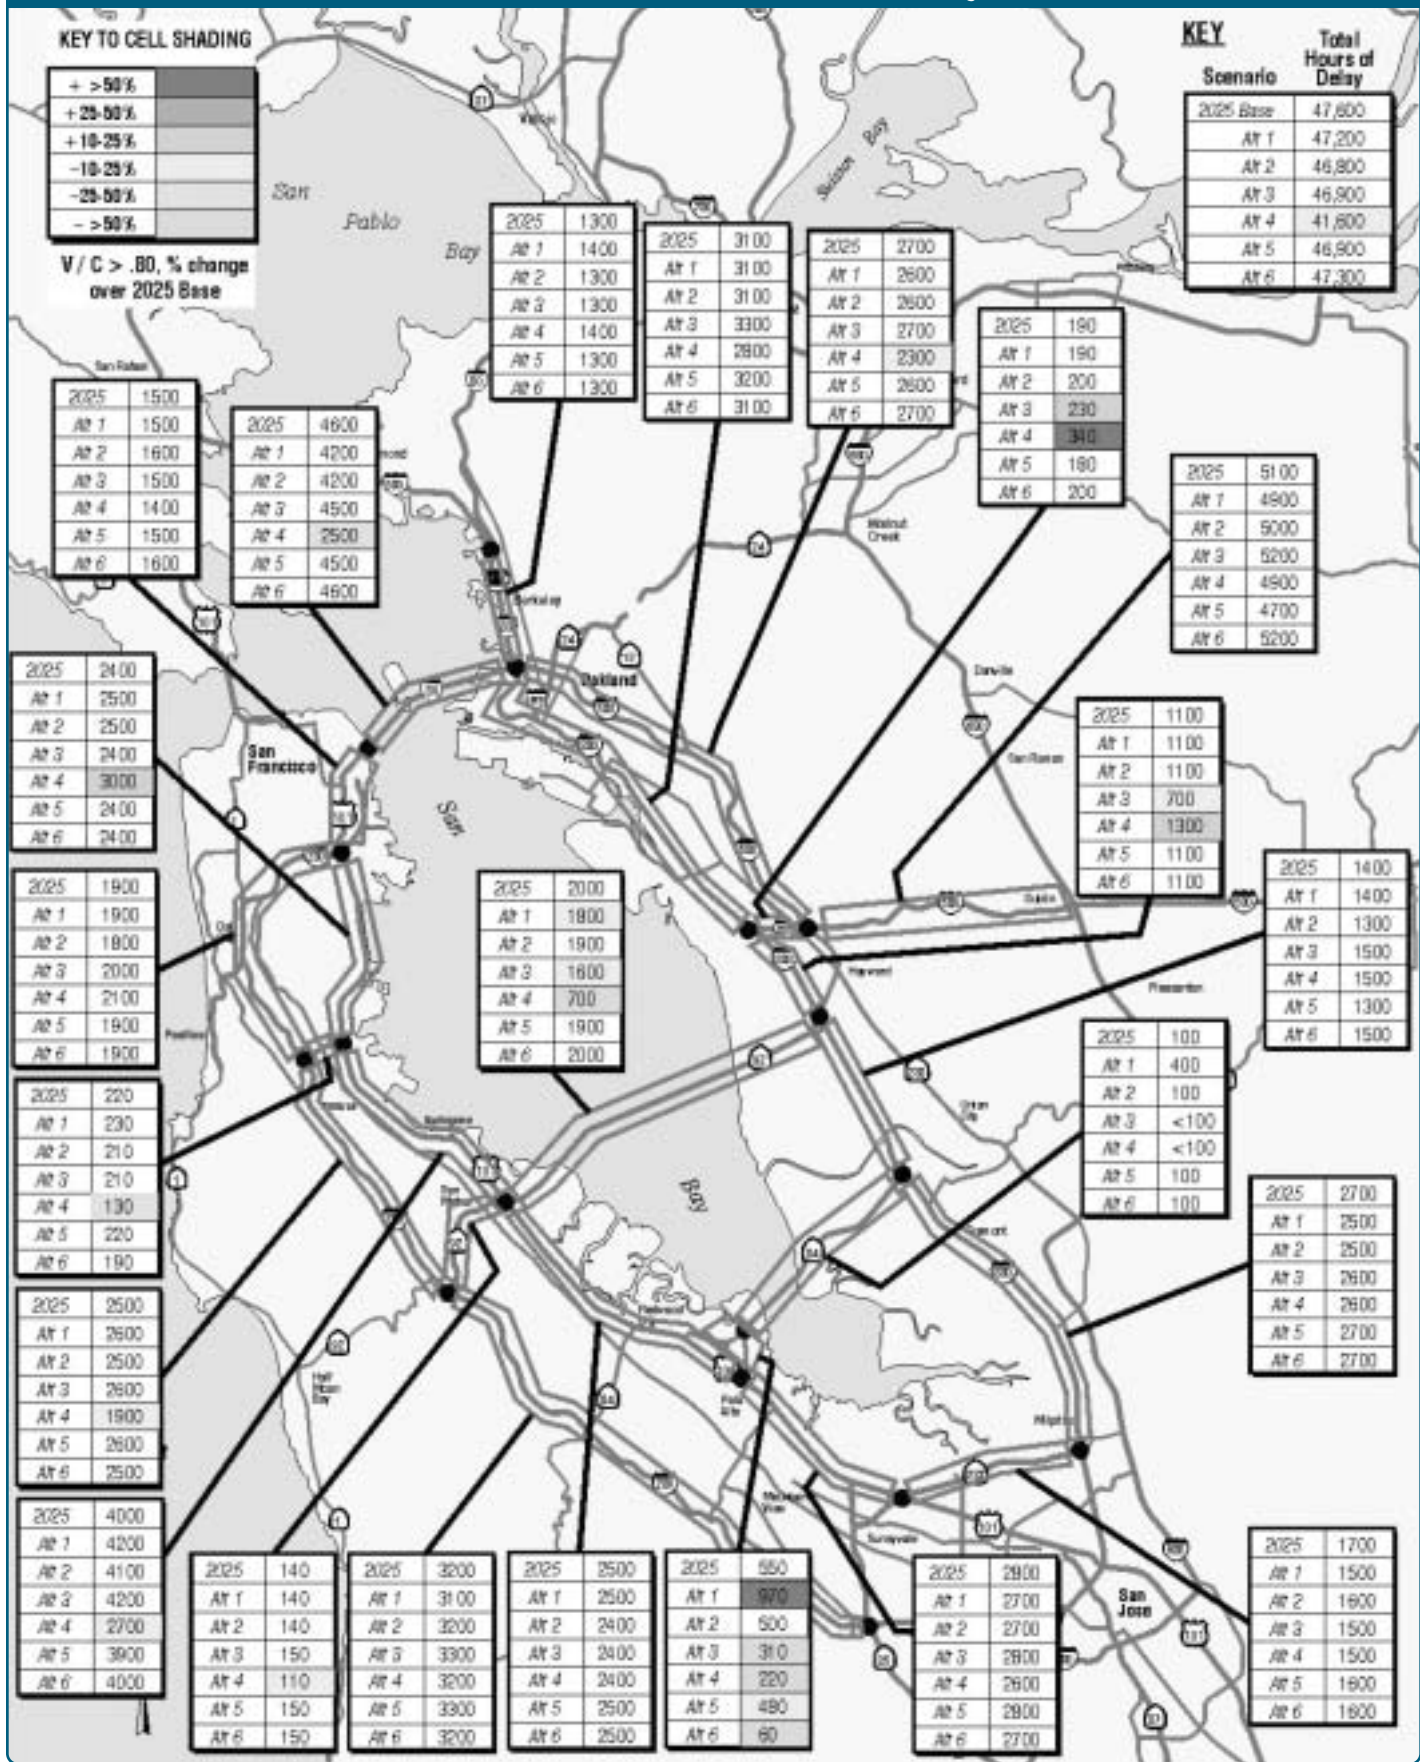 KEY TO CELL SHADING
+ >50%
+ 25-50%
+ 10-25%
−10-25%
−25-50%
− >50%
V / C > .80, % change
over 2025 Base
KEY
Scenario Total Hours of Delay
2025 Base 47,600
Alt 1 47,200
Alt 2 46,800
Alt 3 46,900
Alt 4 41,600
Alt 5 46,900
Alt 6 47,300
San
Pablo
Bay
Vallejo
Suisun Bay
2025 1300
Alt 1 1400
Alt 2 1300
Alt 3 1300
Alt 4 1400
Alt 5 1300
Alt 6 1300
2025 3100
Alt 1 3100
Alt 2 3100
Alt 3 3300
Alt 4 2800
Alt 5 3200
Alt 6 3100
2025 2700
Alt 1 2600
Alt 2 2600
Alt 3 2700
Alt 4 2300
Alt 5 2600
Alt 6 2700
2025 190
Alt 1 190
Alt 2 200
Alt 3 230
Alt 4 340
Alt 5 180
Alt 6 200
San Rafael
2025 1500
Alt 1 1500
Alt 2 1600
Alt 3 1500
Alt 4 1400
Alt 5 1500
Alt 6 1600
2025 4600
Alt 1 4200
Alt 2 4200
Alt 3 4500
Alt 4 2500
Alt 5 4500
Alt 6 4600
mond
Walnut
Creek
24
2025 5100
Alt 1 4900
Alt 2 5000
Alt 3 5200
Alt 4 4900
Alt 5 4700
Alt 6 5200
Berkeley
101
24
Oakland
Danville
San Ramon
2025 2400
Alt 1 2500
Alt 2 2500
Alt 3 2400
Alt 4 3000
Alt 5 2400
Alt 6 2400
San
Francisco
San
2025 1100
Alt 1 1100
Alt 2 1100
Alt 3 700
Alt 4 1300
Alt 5 1100
Alt 6 1100
2025 1900
Alt 1 1900
Alt 2 1800
Alt 3 2000
Alt 4 2100
Alt 5 1900
Alt 6 1900
2025 2000
Alt 1 1800
Alt 2 1900
Alt 3 1600
Alt 4 700
Alt 5 1900
Alt 6 2000
Dublin
2025 1400
Alt 1 1400
Alt 2 1300
Alt 3 1500
Alt 4 1500
Alt 5 1300
Alt 6 1500
Hayward
Pleasanton
Pacifica
92
2025 100
Alt 1 400
Alt 2 100
Alt 3 <100
Alt 4 <100
Alt 5 100
Alt 6 100
Union
City
2025 220
Alt 1 230
Alt 2 210
Alt 3 210
Alt 4 130
Alt 5 220
Alt 6 190
Millbrae
Burlingame
1
101
Bay
2025 2700
Alt 1 2500
Alt 2 2500
Alt 3 2600
Alt 4 2600
Alt 5 2700
Alt 6 2700
Fremont
84
92
Redwood
2025 2500
Alt 1 2600
Alt 2 2500
Alt 3 2600
Alt 4 1900
Alt 5 2600
Alt 6 2500
92
Half
Moon
Bay
84
Palo
Alto
Milpitas
237
Mountain
View
Sunnyvale
101
1
2025 4000
Alt 1 4200
Alt 2 4100
Alt 3 4200
Alt 4 2700
Alt 5 3900
Alt 6 4000
2025 140
Alt 1 140
Alt 2 140
Alt 3 150
Alt 4 110
Alt 5 150
Alt 6 150
2025 3200
Alt 1 3100
Alt 2 3200
Alt 3 3300
Alt 4 3200
Alt 5 3300
Alt 6 3200
2025 2500
Alt 1 2500
Alt 2 2400
Alt 3 2400
Alt 4 2400
Alt 5 2500
Alt 6 2500
2025 550
Alt 1 970
Alt 2 500
Alt 3 310
Alt 4 220
Alt 5 480
Alt 6 60
2025 2800
Alt 1 2700
Alt 2 2700
Alt 3 2800
Alt 4 2600
Alt 5 2800
Alt 6 2700
San
Jose
101
85
87
2025 1700
Alt 1 1500
Alt 2 1600
Alt 3 1500
Alt 4 1500
Alt 5 1600
Alt 6 1600